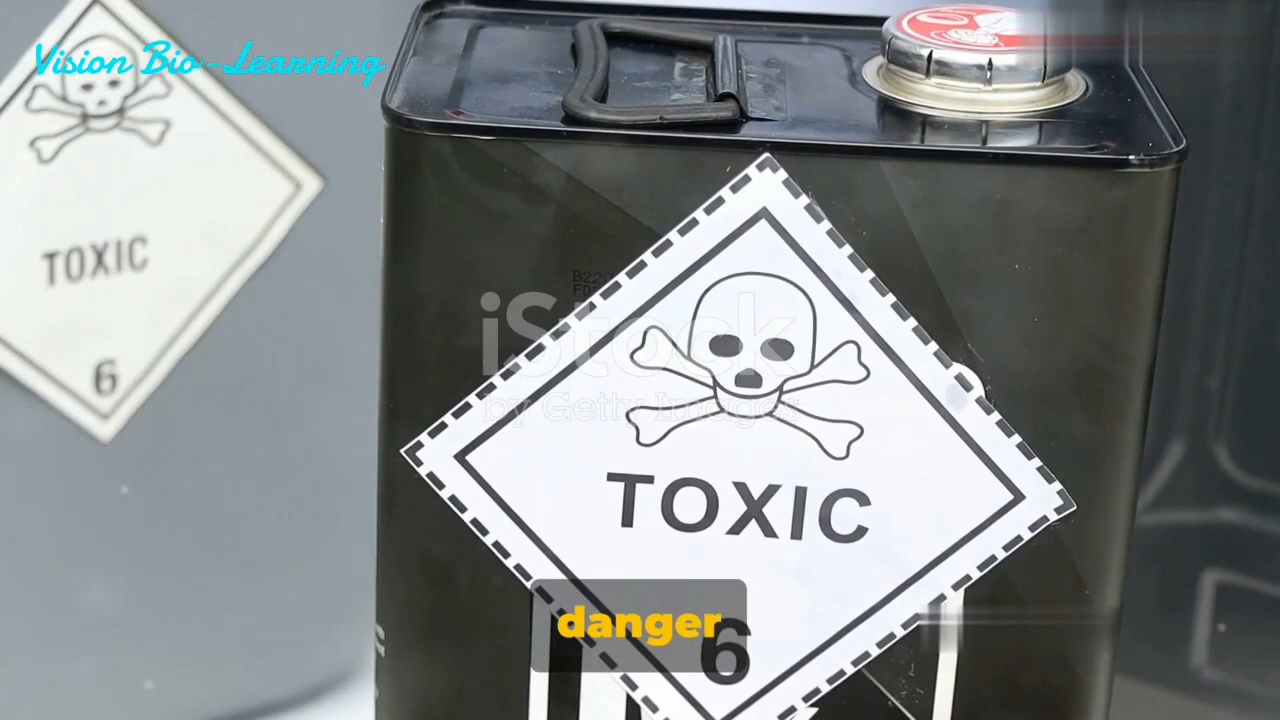 Vision Bio-Learning
TOXIC
6
iStock
by Getty Images
TOXIC
danger
6